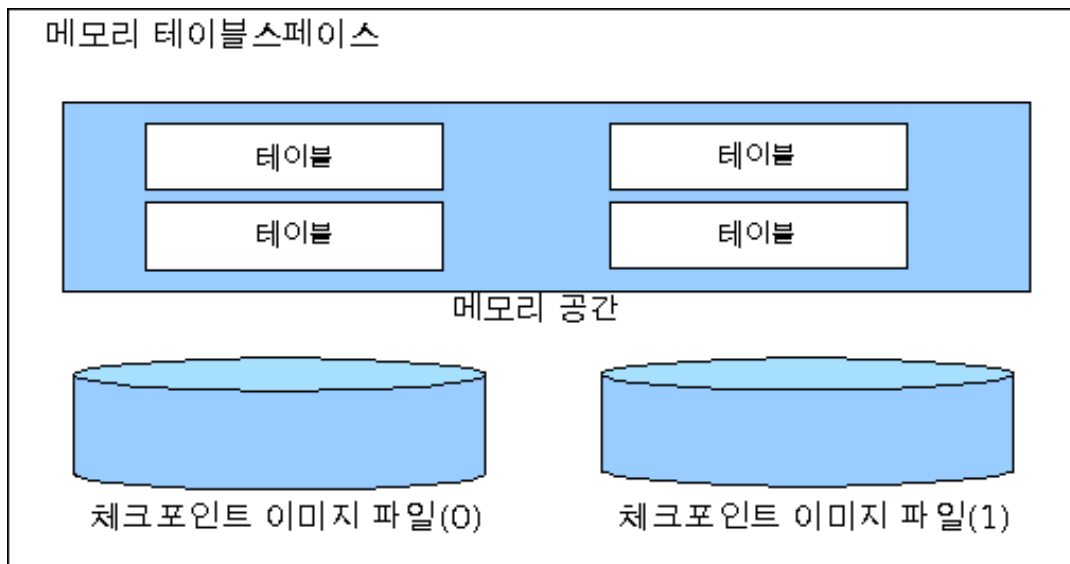 메모리 테이블스페이스
테이블
테이블
테이블
테이블
메모리 공간
체크포인트 이미지 파일(0)
체크포인트 이미지 파일(1)